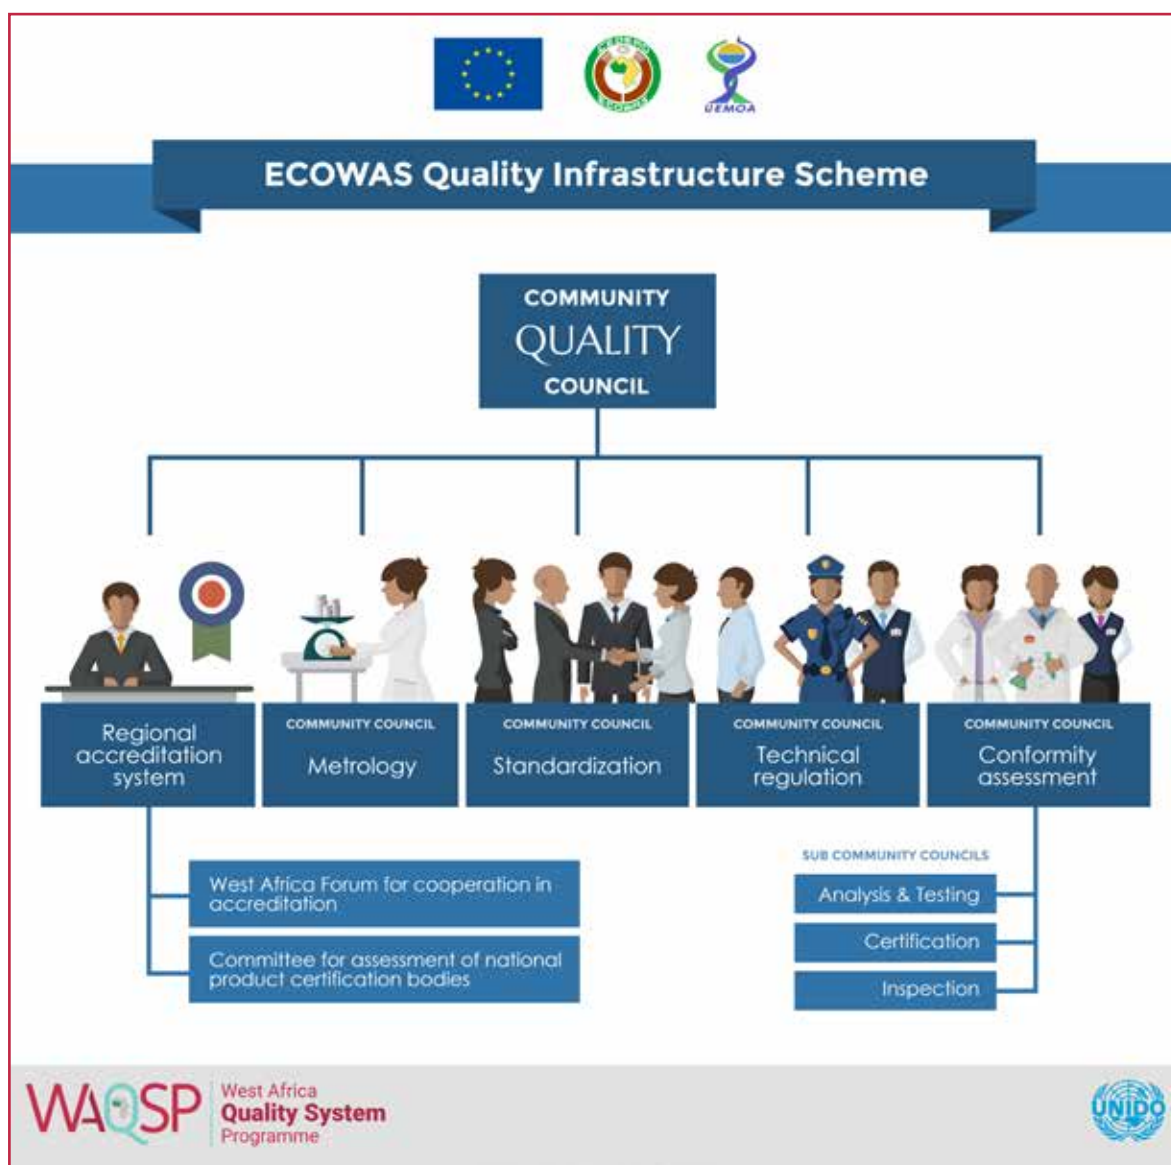 CEDEAO
ECOWAS
UEMOA
ECOWAS Quality Infrastructure Scheme
COMMUNITY
QUALITY
COUNCIL
Regional
accreditation
system
COMMUNITY COUNCIL
Metrology
COMMUNITY COUNCIL
Standardization
COMMUNITY COUNCIL
Technical
regulation
COMMUNITY COUNCIL
Conformity
assessment
West Africa Forum for cooperation in
accreditation
Committee for assessment of national
product certification bodies
SUB COMMUNITY COUNCILS
Analysis & Testing
Certification
Inspection
WAQSP
West Africa
Quality System
Programme
UNIDO